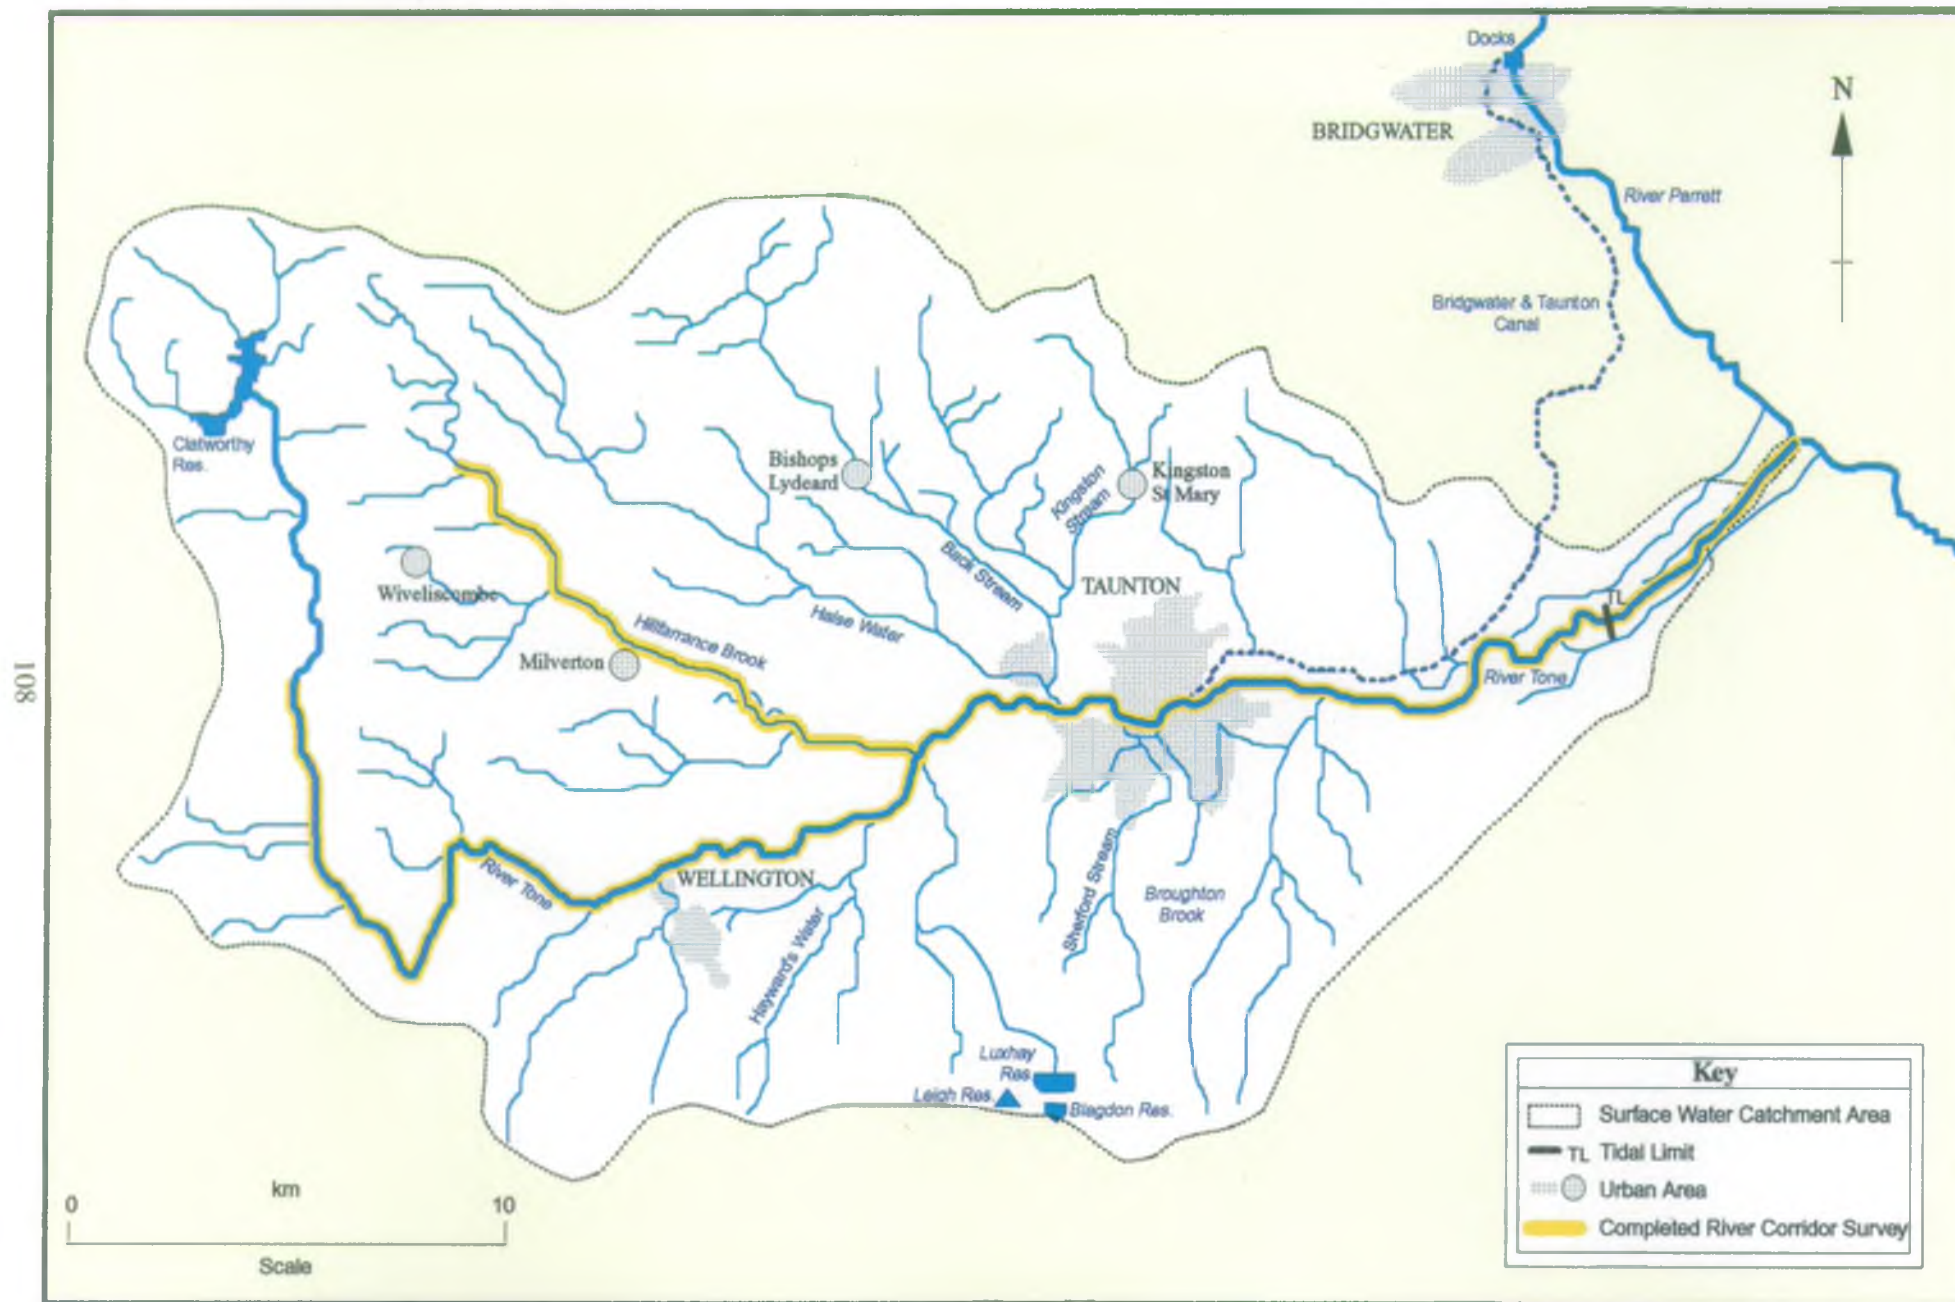 Docks
N
BRIDGWATER
River Parrett
Bridgwater & Taunton
Canal
Clatworthy
Res.
Bishops
Lydeard
Kingston
St Mary
Kingston
Stream
Back Stream
TAUNTON
Wiveliscombe
Halse Water
Hillfarrance Brook
Milverton
TL
River Tone
108
River Tone
WELLINGTON
Sherford Stream
Broughton
Brook
Hayward's Water
Luxhay
Res.
Leigh Res.
Blagdon Res.
Key
Surface Water Catchment Area
TL Tidal Limit
Urban Area
Completed River Corridor Survey
km
0 10
Scale